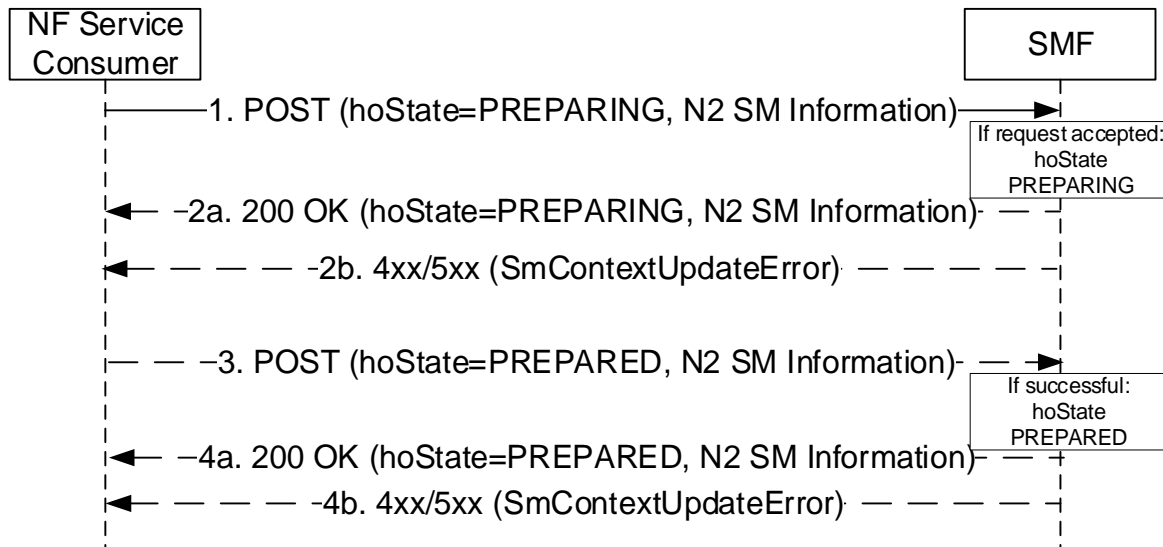 NF Service
Consumer
SMF
1. POST (hoState=PREPARING, N2 SM Information)
If request accepted:
hoState
PREPARING
2a. 200 OK (hoState=PREPARING, N2 SM Information)
2b. 4xx/5xx (SmContextUpdateError)
3. POST (hoState=PREPARED, N2 SM Information)
If successful:
hoState
PREPARED
4a. 200 OK (hoState=PREPARED, N2 SM Information)
4b. 4xx/5xx (SmContextUpdateError)